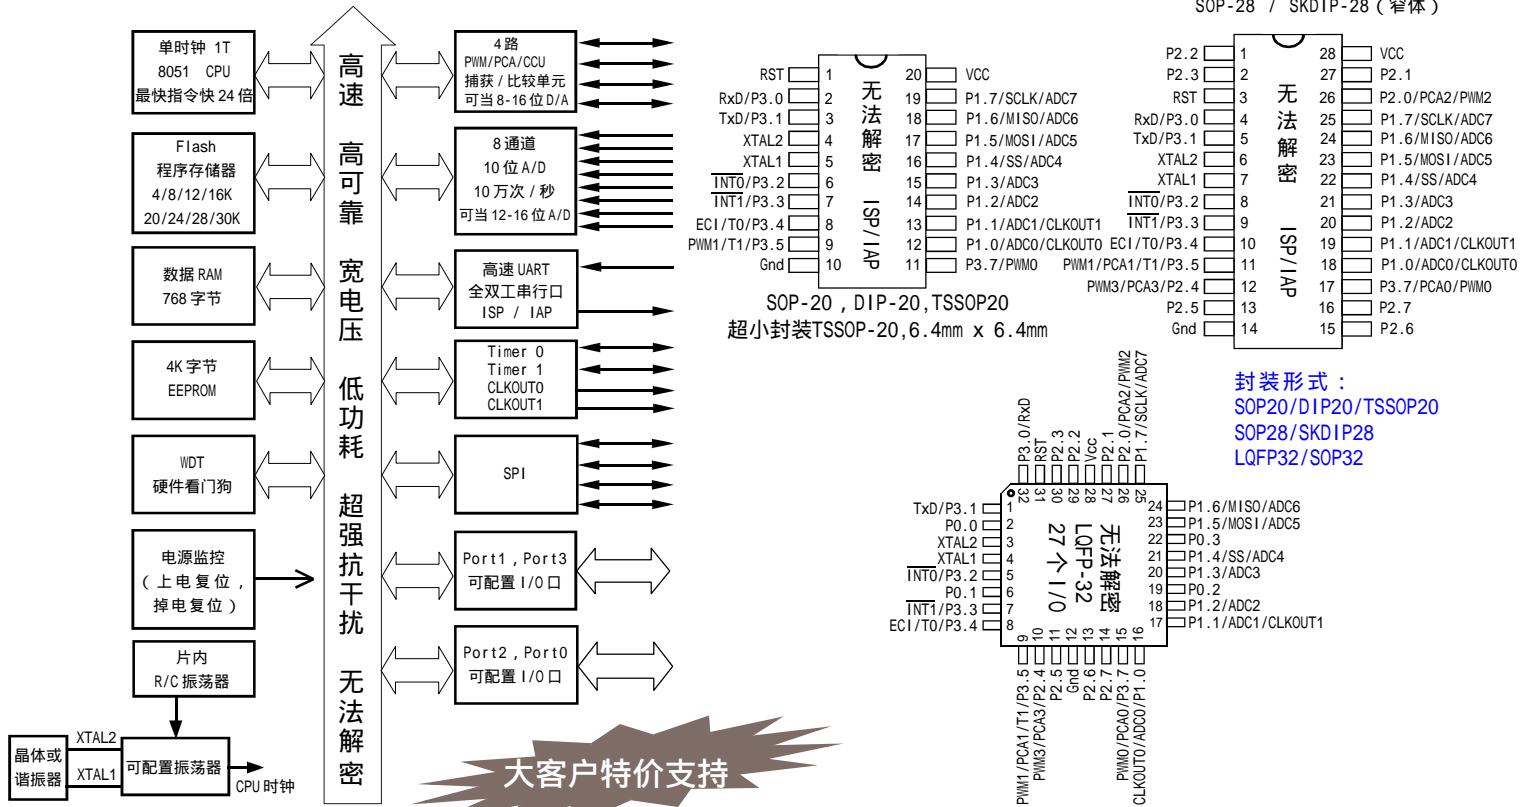 SOP-28 / SKDIP-28 ( 窄体 )
单时钟 1T
8051 CPU
最快指令快 24 倍
Flash
程序存储器
4/8/12/16K
20/24/28/30K
数据 RAM
768 字节
4K 字节
EEPROM
WDT
硬件看门狗
电源监控
( 上电复位 ,
掉电复位 )
片内
R/C 振荡器
晶体或
谐振器
XTAL2
XTAL1
可配置振荡器
CPU 时钟
高速 高可靠 宽电压 低功耗 超强抗干扰 无法解密
4 路
PWM/PCA/CCU
捕获 / 比较单元
可当 8-16 位 D/A
8 通道
10 位 A/D
10 万次 / 秒
可当 12-16 位 A/D
高速 UART
全双工串行口
ISP / IAP
Timer 0
Timer 1
CLKOUT0
CLKOUT1
SPI
Port1 , Port3
可配置 I/O 口
Port2 , Port0
可配置 I/O 口
大客户特价支持
RST 1 20 VCC
RxD/P3.0 2 19 P1.7/SCLK/ADC7
TxD/P3.1 3 18 P1.6/MISO/ADC6
XTAL2 4 17 P1.5/MOSI/ADC5
XTAL1 5 16 P1.4/SS/ADC4
INT0/P3.2 6 15 P1.3/ADC3
INT1/P3.3 7 14 P1.2/ADC2
ECI/T0/P3.4 8 13 P1.1/ADC1/CLKOUT1
PWM1/T1/P3.5 9 12 P1.0/ADC0/CLKOUT0
Gnd 10 11 P3.7/PWM0
无法解密 ISP/IAP
SOP-20 , DIP-20,TSSOP20
超小封装TSSOP-20,6.4mm x 6.4mm
P2.2 1 28 VCC
P2.3 2 27 P2.1
RST 3 26 P2.0/PCA2/PWM2
RxD/P3.0 4 25 P1.7/SCLK/ADC7
TxD/P3.1 5 24 P1.6/MISO/ADC6
XTAL2 6 23 P1.5/MOSI/ADC5
XTAL1 7 22 P1.4/SS/ADC4
INT0/P3.2 8 21 P1.3/ADC3
INT1/P3.3 9 20 P1.2/ADC2
ECI/T0/P3.4 10 19 P1.1/ADC1/CLKOUT1
PWM1/PCA1/T1/P3.5 11 18 P1.0/ADC0/CLKOUT0
PWM3/PCA3/P2.4 12 17 P3.7/PCA0/PWM0
P2.5 13 16 P2.7
Gnd 14 15 P2.6
无法解密 ISP/IAP
封装形式 :
SOP20/DIP20/TSSOP20
SOP28/SKDIP28
LQFP32/SOP32
P3.0/RxD 32
RST 31
P2.3 30
P2.2 29
Vcc 28
P2.1 27
P2.0/PCA2/PWM2 26
P1.7/SCLK/ADC7 25
TxD/P3.1 1
P0.0 2
XTAL2 3
XTAL1 4
INT0/P3.2 5
P0.1 6
INT1/P3.3 7
ECI/T0/P3.4 8
无法解密
LQFP-32
27 个 I/O
24 P1.6/MISO/ADC6
23 P1.5/MOSI/ADC5
22 P0.3
21 P1.4/SS/ADC4
20 P1.3/ADC3
19 P0.2
18 P1.2/ADC2
17 P1.1/ADC1/CLKOUT1
9 PWM1/PCA1/T1/P3.5
10 PWM3/PCA3/P2.4
11 P2.5
12 Gnd
13 P2.6
14 P2.7
15 PWM0/PCA0/P3.7
16 CLKOUT0/ADC0/P1.0